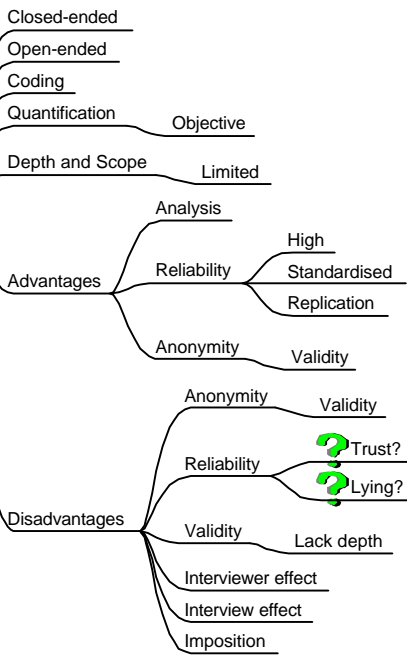 Closed-ended
Open-ended
Coding
Quantification
Objective
Depth and Scope
Limited
Advantages
Analysis
Reliability
High
Standardised
Replication
Anonymity
Validity
Disadvantages
Anonymity
Validity
Reliability
Trust?
Lying?
Validity
Lack depth
Interviewer effect
Interview effect
Imposition